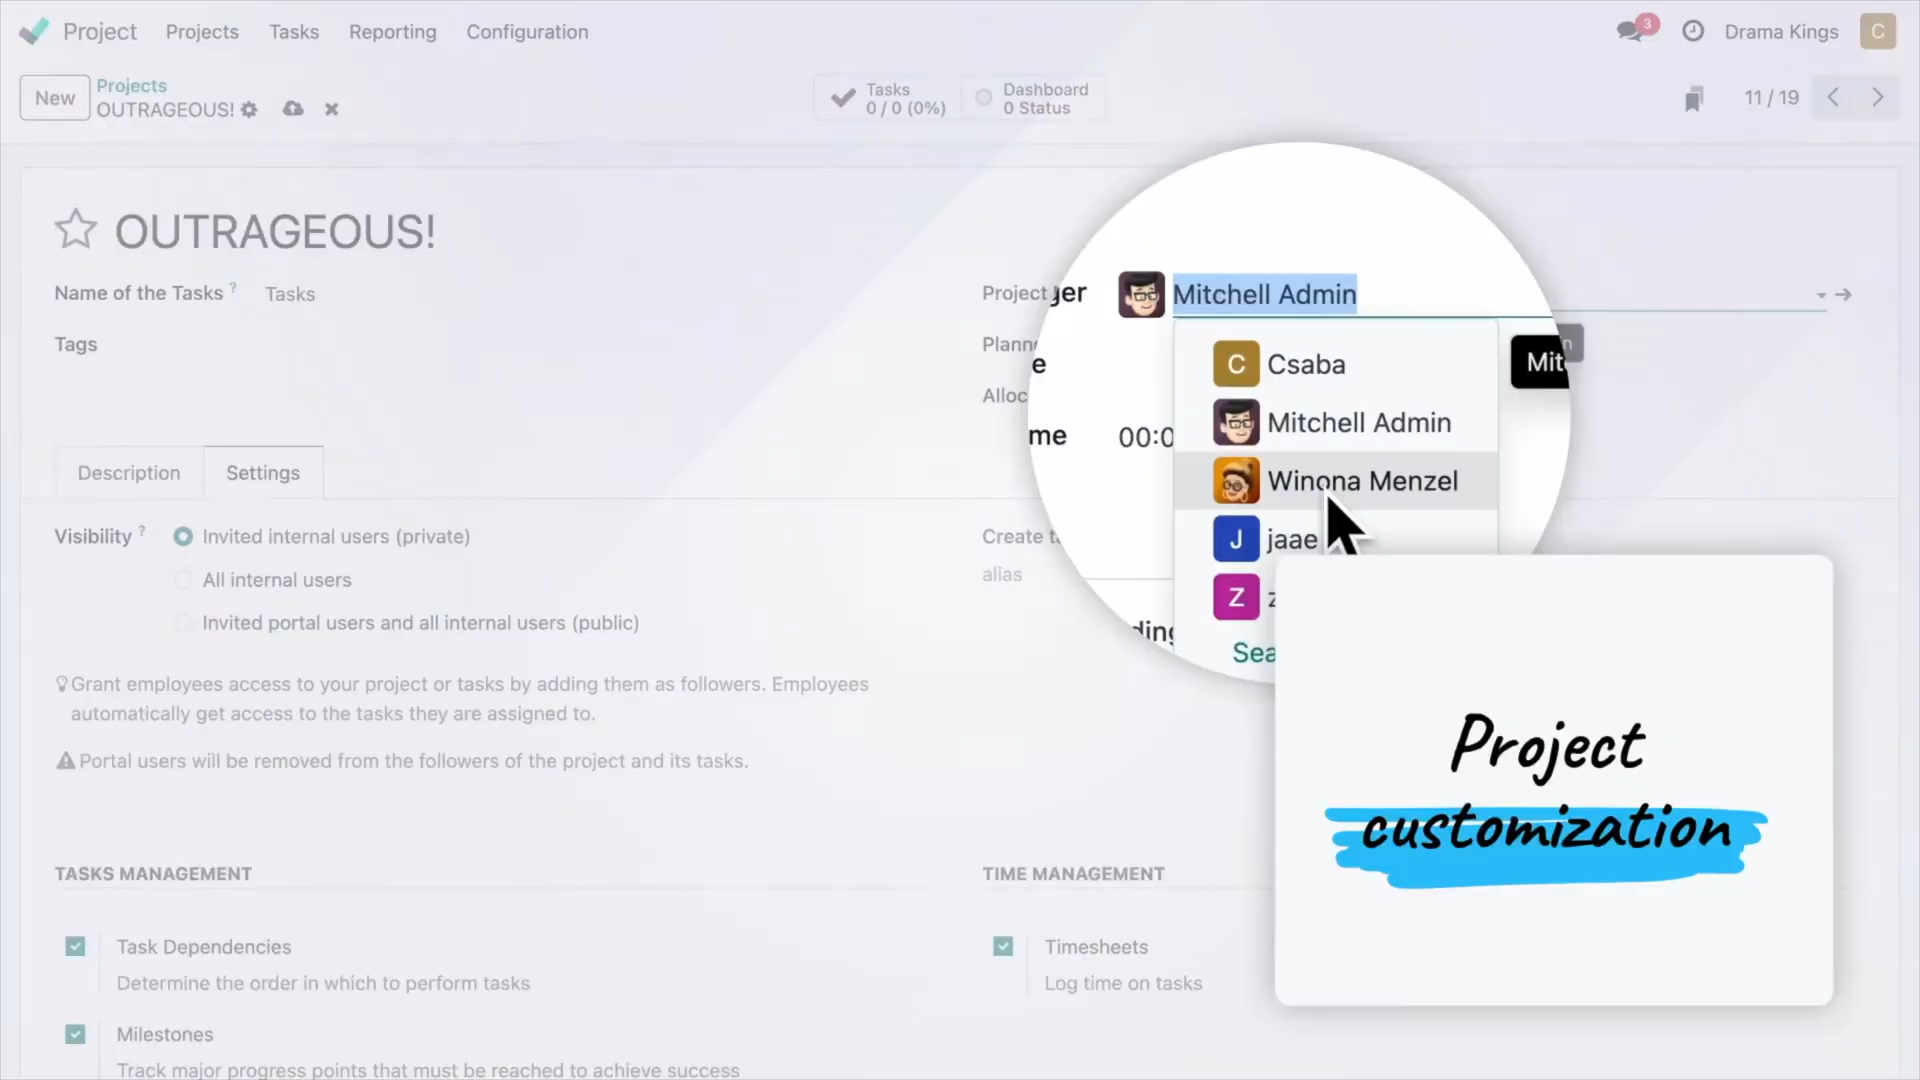 Project Projects Tasks Reporting Configuration
3 Drama Kings C
New Projects
OUTRAGEOUS!
Tasks
0 / 0 (0%)
Dashboard
0 Status
11 / 19
OUTRAGEOUS!
Name of the Tasks ? Tasks
Tags
Project ger Mitchell Admin
Mit
C Csaba
Mitchell Admin
Winona Menzel
J jaae
Z
me 00:0
alias
Description Settings
Visibility ? Invited internal users (private)
All internal users
Invited portal users and all internal users (public)
Grant employees access to your project or tasks by adding them as followers. Employees
automatically get access to the tasks they are assigned to.
Portal users will be removed from the followers of the project and its tasks.
Project
customization
TASKS MANAGEMENT
Task Dependencies
Determine the order in which to perform tasks
Milestones
Track major progress points that must be reached to achieve success
TIME MANAGEMENT
Timesheets
Log time on tasks